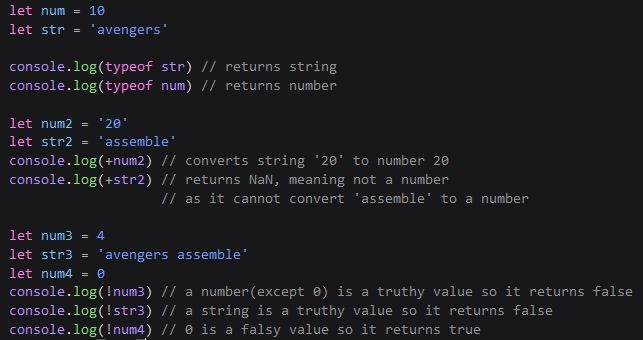 let num = 10
let str = 'avengers'
console.log(typeof str) // returns string
console.log(typeof num) // returns number
let num2 = '20'
let str2 = 'assemble'
console.log(+num2) // converts string '20' to number 20
console.log(+str2) // returns NaN, meaning not a number
// as it cannot convert 'assemble' to a number
let num3 = 4
let str3 = 'avengers assemble'
let num4 = 0
console.log(!num3) // a number(except 0) is a truthy value so it returns false
console.log(!str3) // a string is a truthy value so it returns false
console.log(!num4) // 0 is a falsy value so it returns true